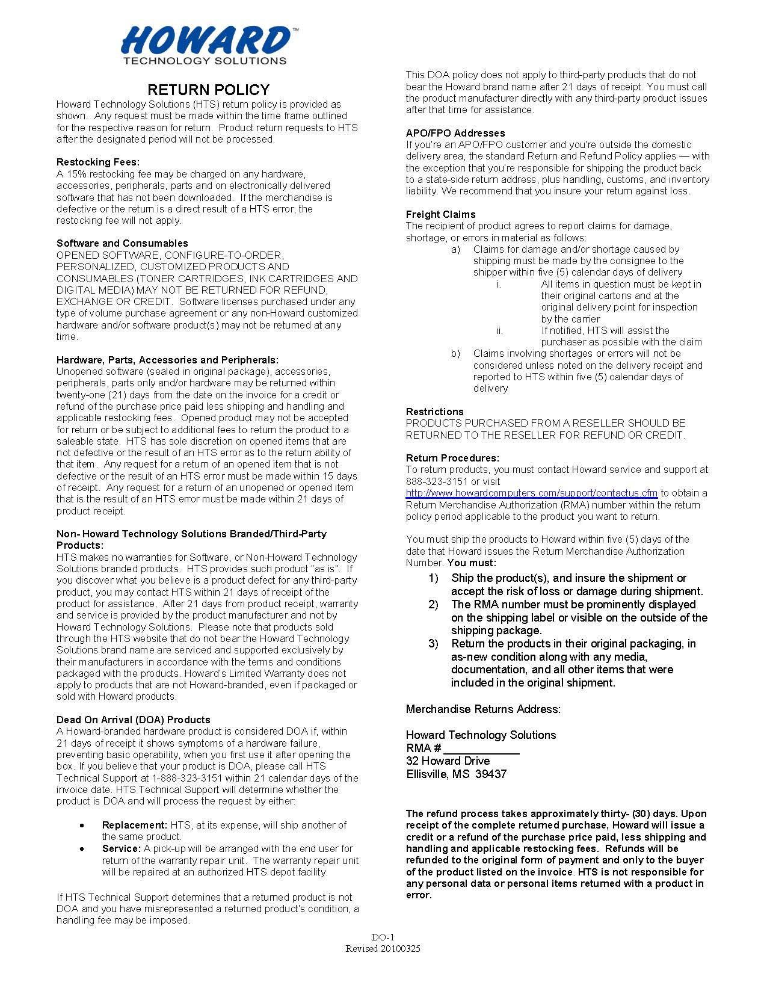 HOWARD™
TECHNOLOGY SOLUTIONS
RETURN POLICY
Howard Technology Solutions (HTS) return policy is provided as
shown.  Any request must be made within the time frame outlined
for the respective reason for return.  Product return requests to HTS
after the designated period will not be processed.
Restocking Fees:
A 15% restocking fee may be charged on any hardware,
accessories, peripherals, parts and on electronically delivered
software that has not been downloaded.  If the merchandise is
defective or the return is a direct result of a HTS error, the
restocking fee will not apply.
Software and Consumables
OPENED SOFTWARE, CONFIGURE-TO-ORDER,
PERSONALIZED, CUSTOMIZED PRODUCTS AND
CONSUMABLES (TONER CARTRIDGES, INK CARTRIDGES AND
DIGITAL MEDIA) MAY NOT BE RETURNED FOR REFUND,
EXCHANGE OR CREDIT.  Software licenses purchased under any
type of volume purchase agreement or any non-Howard customized
hardware and/or software product(s) may not be returned at any
time.
Hardware, Parts, Accessories and Peripherals:
Unopened software (sealed in original package), accessories,
peripherals, parts only and/or hardware may be returned within
twenty-one (21) days from the date on the invoice for a credit or
refund of the purchase price paid less shipping and handling and
applicable restocking fees.  Opened product may not be accepted
for return or be subject to additional fees to return the product to a
saleable state.  HTS has sole discretion on opened items that are
not defective or the result of an HTS error as to the return ability of
that item.  Any request for a return of an opened item that is not
defective or the result of an HTS error must be made within 15 days
of receipt.  Any request for a return of an unopened or opened item
that is the result of an HTS error must be made within 21 days of
product receipt.
Non- Howard Technology Solutions Branded/Third-Party
Products:
HTS makes no warranties for Software, or Non-Howard Technology
Solutions branded products.  HTS provides such product "as is".  If
you discover what you believe is a product defect for any third-party
product, you may contact HTS within 21 days of receipt of the
product for assistance.  After 21 days from product receipt, warranty
and service is provided by the product manufacturer and not by
Howard Technology Solutions.  Please note that products sold
through the HTS website that do not bear the Howard Technology
Solutions brand name are serviced and supported exclusively by
their manufacturers in accordance with the terms and conditions
packaged with the products. Howard's Limited Warranty does not
apply to products that are not Howard-branded, even if packaged or
sold with Howard products.
Dead On Arrival (DOA) Products
A Howard-branded hardware product is considered DOA if, within
21 days of receipt it shows symptoms of a hardware failure,
preventing basic operability, when you first use it after opening the
box. If you believe that your product is DOA, please call HTS
Technical Support at 1-888-323-3151 within 21 calendar days of the
invoice date. HTS Technical Support will determine whether the
product is DOA and will process the request by either:
• Replacement: HTS, at its expense, will ship another of
the same product.
• Service: A pick-up will be arranged with the end user for
return of the warranty repair unit.  The warranty repair unit
will be repaired at an authorized HTS depot facility.
If HTS Technical Support determines that a returned product is not
DOA and you have misrepresented a returned product's condition, a
handling fee may be imposed.
This DOA policy does not apply to third-party products that do not
bear the Howard brand name after 21 days of receipt. You must call
the product manufacturer directly with any third-party product issues
after that time for assistance.
APO/FPO Addresses
If you're an APO/FPO customer and you're outside the domestic
delivery area, the standard Return and Refund Policy applies — with
the exception that you're responsible for shipping the product back
to a state-side return address, plus handling, customs, and inventory
liability. We recommend that you insure your return against loss.
Freight Claims
The recipient of product agrees to report claims for damage,
shortage, or errors in material as follows:
a) Claims for damage and/or shortage caused by
shipping must be made by the consignee to the
shipper within five (5) calendar days of delivery
i. All items in question must be kept in
their original cartons and at the
original delivery point for inspection
by the carrier
ii. If notified, HTS will assist the
purchaser as possible with the claim
b) Claims involving shortages or errors will not be
considered unless noted on the delivery receipt and
reported to HTS within five (5) calendar days of
delivery
Restrictions
PRODUCTS PURCHASED FROM A RESELLER SHOULD BE
RETURNED TO THE RESELLER FOR REFUND OR CREDIT.
Return Procedures:
To return products, you must contact Howard service and support at
888-323-3151 or visit
http://www.howardcomputers.com/support/contactus.cfm to obtain a
Return Merchandise Authorization (RMA) number within the return
policy period applicable to the product you want to return.
You must ship the products to Howard within five (5) days of the
date that Howard issues the Return Merchandise Authorization
Number. You must:
1) Ship the product(s), and insure the shipment or
accept the risk of loss or damage during shipment.
2) The RMA number must be prominently displayed
on the shipping label or visible on the outside of the
shipping package.
3) Return the products in their original packaging, in
as-new condition along with any media,
documentation, and all other items that were
included in the original shipment.
Merchandise Returns Address:
Howard Technology Solutions
RMA # ____________
32 Howard Drive
Ellisville, MS  39437
The refund process takes approximately thirty- (30) days. Upon
receipt of the complete returned purchase, Howard will issue a
credit or a refund of the purchase price paid, less shipping and
handling and applicable restocking fees.  Refunds will be
refunded to the original form of payment and only to the buyer
of the product listed on the invoice. HTS is not responsible for
any personal data or personal items returned with a product in
error.
DO-1
Revised 20100325